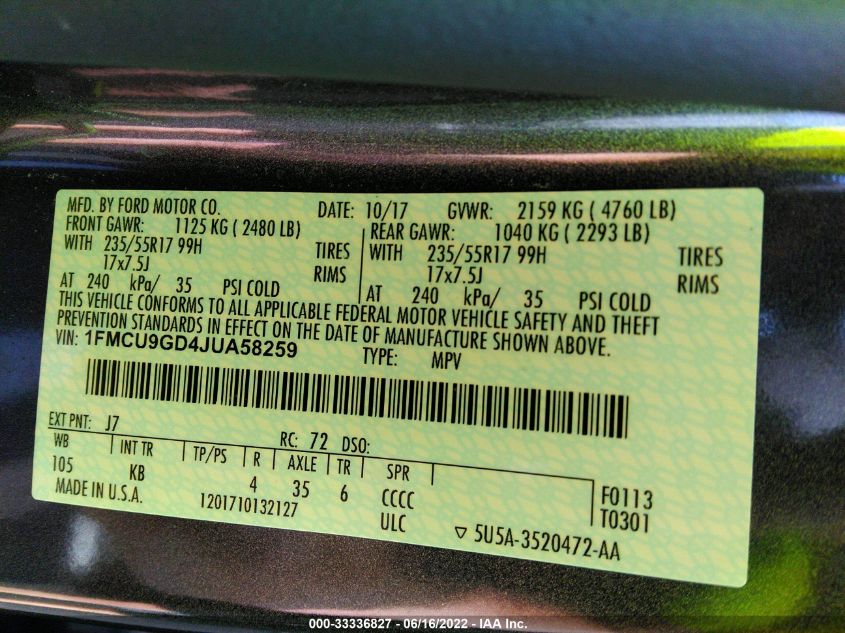 MFD. BY FORD MOTOR CO. DATE: 10/17 GVWR: 2159 KG ( 4760 LB)
FRONT GAWR: 1125 KG ( 2480 LB) REAR GAWR: 1040 KG ( 2293 LB)
WITH 235/55R17 99H TIRES WITH 235/55R17 99H TIRES
17x7.5J RIMS 17x7.5J RIMS
AT 240 kPa/ 35 PSI COLD AT 240 kPa/ 35 PSI COLD
THIS VEHICLE CONFORMS TO ALL APPLICABLE FEDERAL MOTOR VEHICLE SAFETY AND THEFT
PREVENTION STANDARDS IN EFFECT ON THE DATE OF MANUFACTURE SHOWN ABOVE.
VIN: 1FMCU9GD4JUA58259 TYPE: MPV
EXT PNT: J7 RC: 72 DSO:
WB INT TR TP/PS R AXLE TR SPR
105 KB 4 35 6 CCCC F0113
MADE IN U.S.A. 1201710132127 ULC T0301
5U5A-3520472-AA
000-33336827 - 06/16/2022 - IAA Inc.